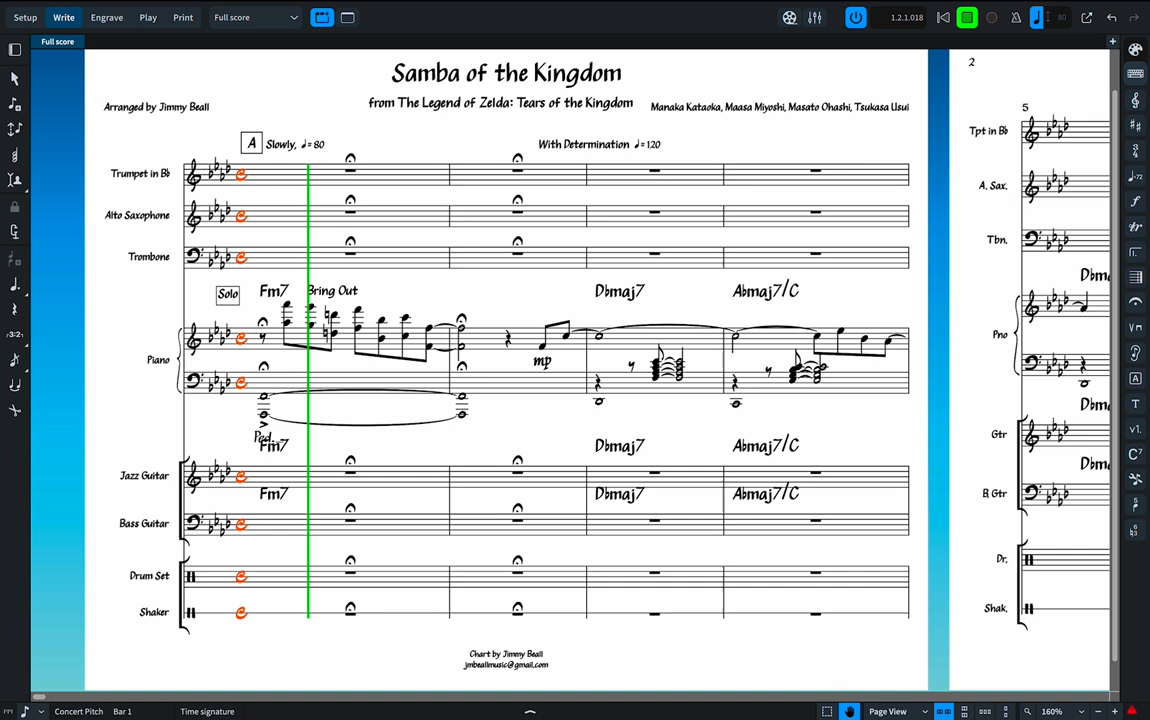 Setup Write Engrave Play Print Full score 1.2.1.018 80
Full score
Samba of the Kingdom
Arranged by Jimmy Beall from The Legend of Zelda: Tears of the Kingdom Manaka Kataoka, Maasa Miyoshi, Masato Ohashi, Tsukasa Usui
2
5
A Slowly, ♩= 80 With Determination ♩= 120
Trumpet in Bb
Tpt in Bb
Alto Saxophone
A. Sax.
Trombone
Tbn.
Solo Fm7 Bring Out Dbmaj7 Abmaj7/C
Dbm
Piano
mp
Pno
Ped.
Fm7 Dbmaj7 Abmaj7/C
Dbm
Jazz Guitar
Gtr
Fm7 Dbmaj7 Abmaj7/C
Dbm
Bass Guitar
B. Gtr
Drum Set
Dr.
Shaker
Shak.
Chart by Jimmy Beall
jmbeallmusic@gmail.com
Concert Pitch Bar 1 Time signature Page View 160%